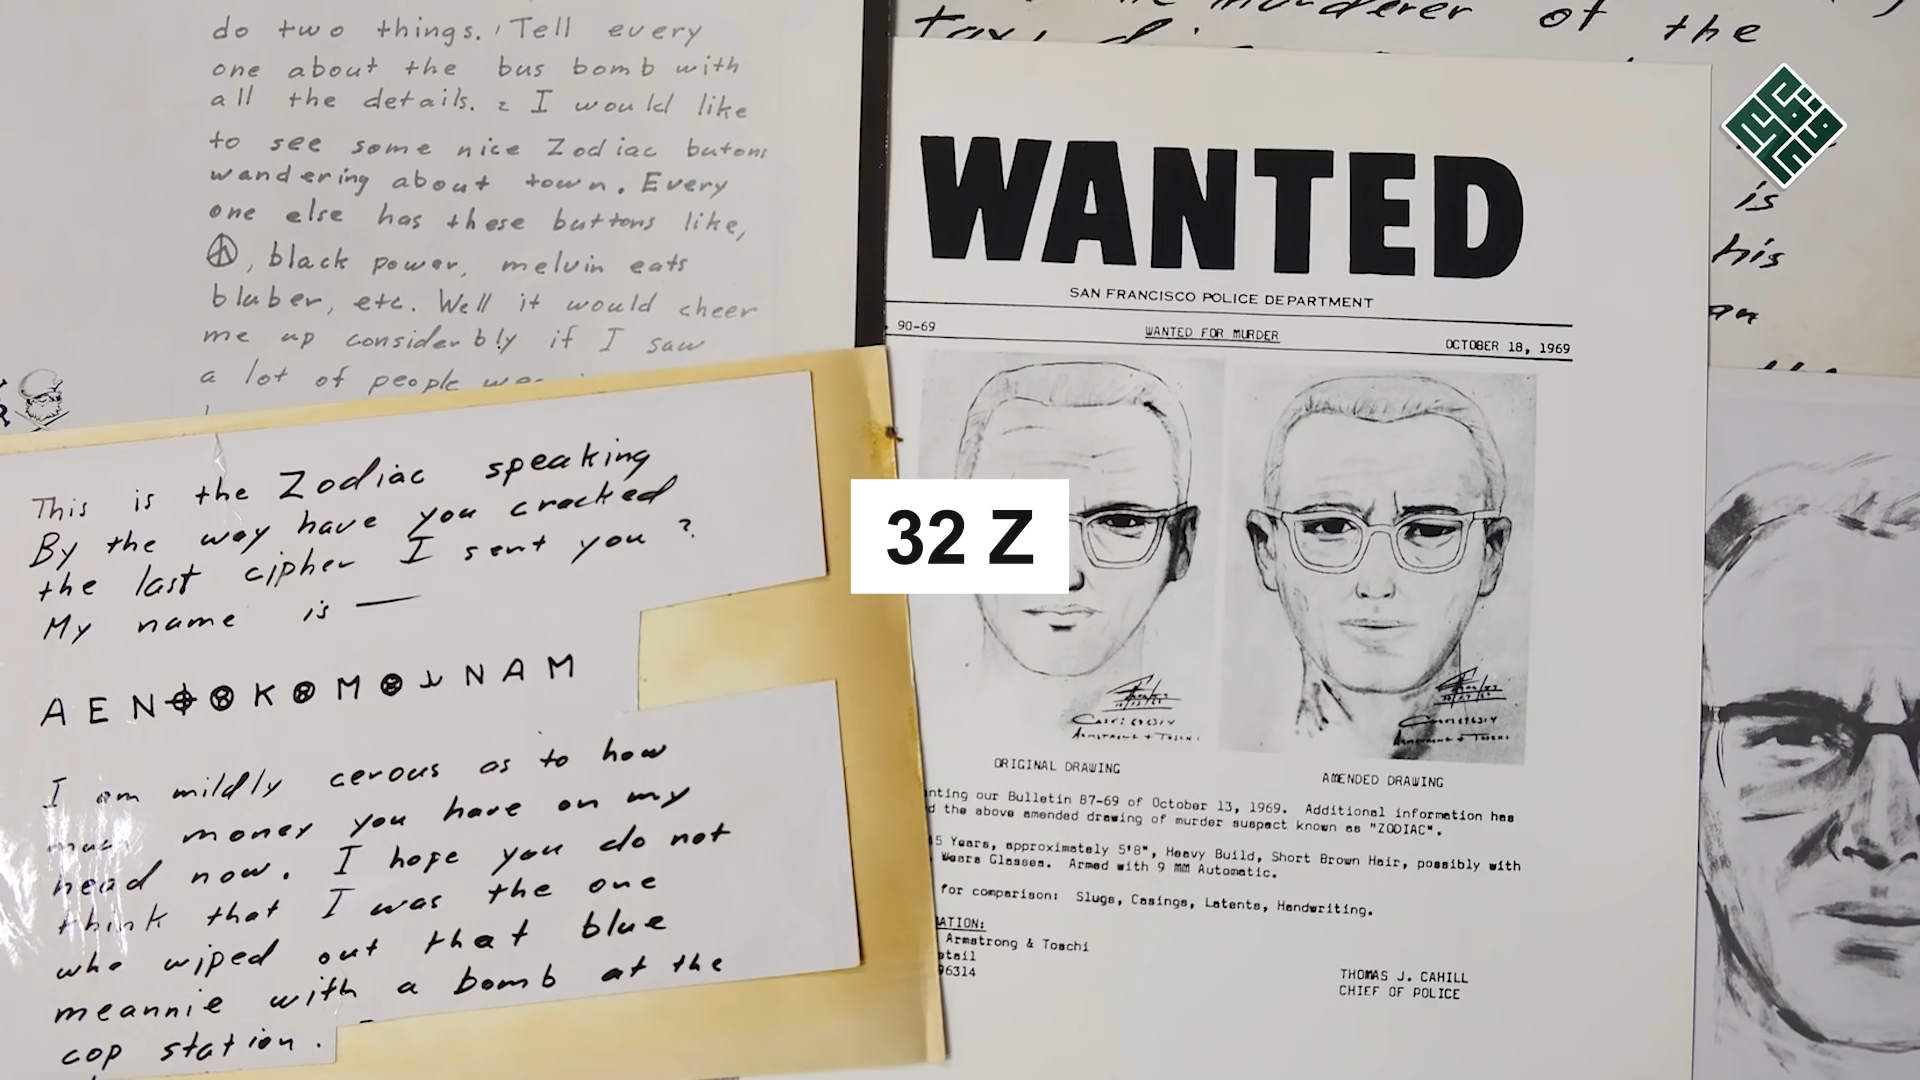 do two things. 1 Tell every
one about the bus bomb with
all the details. 2 I would like
to see some nice Zodiac butons
wandering about town. Every
one else has these buttons like,
, black power, melvin eats
bluber, etc. Well it would cheer
me up considerbly if I saw
a lot of people
This is the Zodiac speaking
By the way have you cracked
the last cipher I sent you ?
My name is —
A E N K M N A M
I am mildly cerous as to how
much money you have on my
head now. I hope you do not
think that I was the one
who wiped out that blue
meannie with a bomb at the
cop station.
32 Z
murderer of the
is
his
WANTED
SAN FRANCISCO POLICE DEPARTMENT
90-69 WANTED FOR MURDER OCTOBER 18, 1969
ORIGINAL DRAWING AMENDED DRAWING
our Bulletin 87-69 of October 13, 1969. Additional information has
the above amended drawing of murder suspect known as "ZODIAC".
Years, approximately 5'8", Heavy Build, Short Brown Hair, possibly with
Wears Glasses. Armed with 9 MM Automatic.
for comparison: Slugs, Casings, Latents, Handwriting.
Armstrong & Toschi
96314
THOMAS J. CAHILL
CHIEF OF POLICE